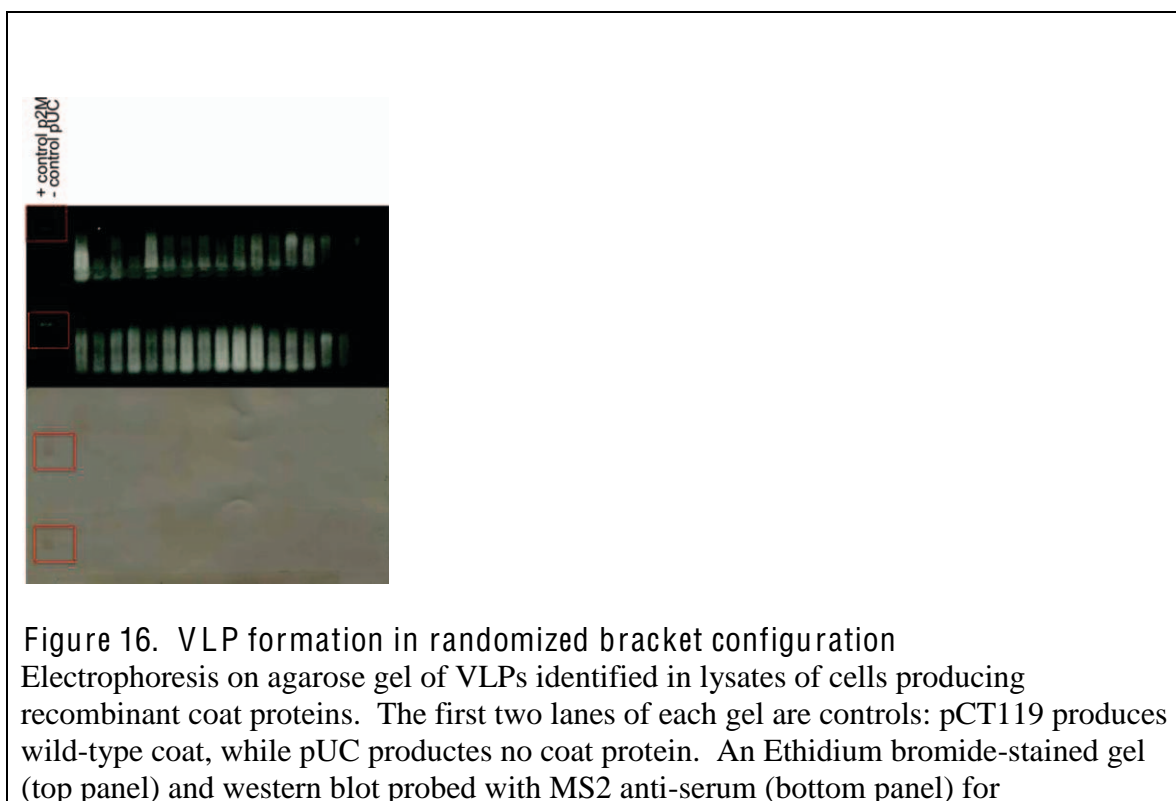 + control p2M
- control pUC
Figure 16. VLP formation in randomized bracket configuration
Electrophoresis on agarose gel of VLPs identified in lysates of cells producing
recombinant coat proteins. The first two lanes of each gel are controls: pCT119 produces
wild-type coat, while pUC productes no coat protein. An Ethidium bromide-stained gel
(top panel) and western blot probed with MS2 anti-serum (bottom panel) for